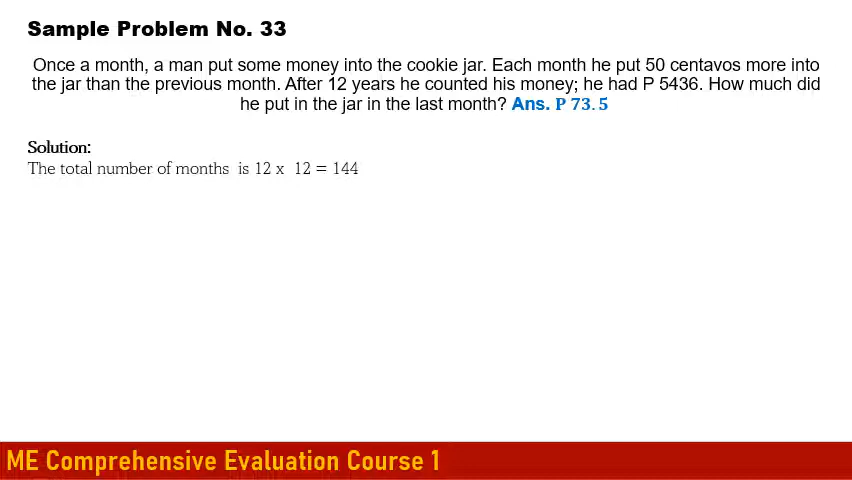 Sample Problem No. 33
Once a month, a man put some money into the cookie jar. Each month he put 50 centavos more into
the jar than the previous month. After 12 years he counted his money; he had P 5436. How much did
he put in the jar in the last month? Ans. P 73.5
Solution:
The total number of months is 12 x 12 = 144
ME Comprehensive Evaluation Course 1